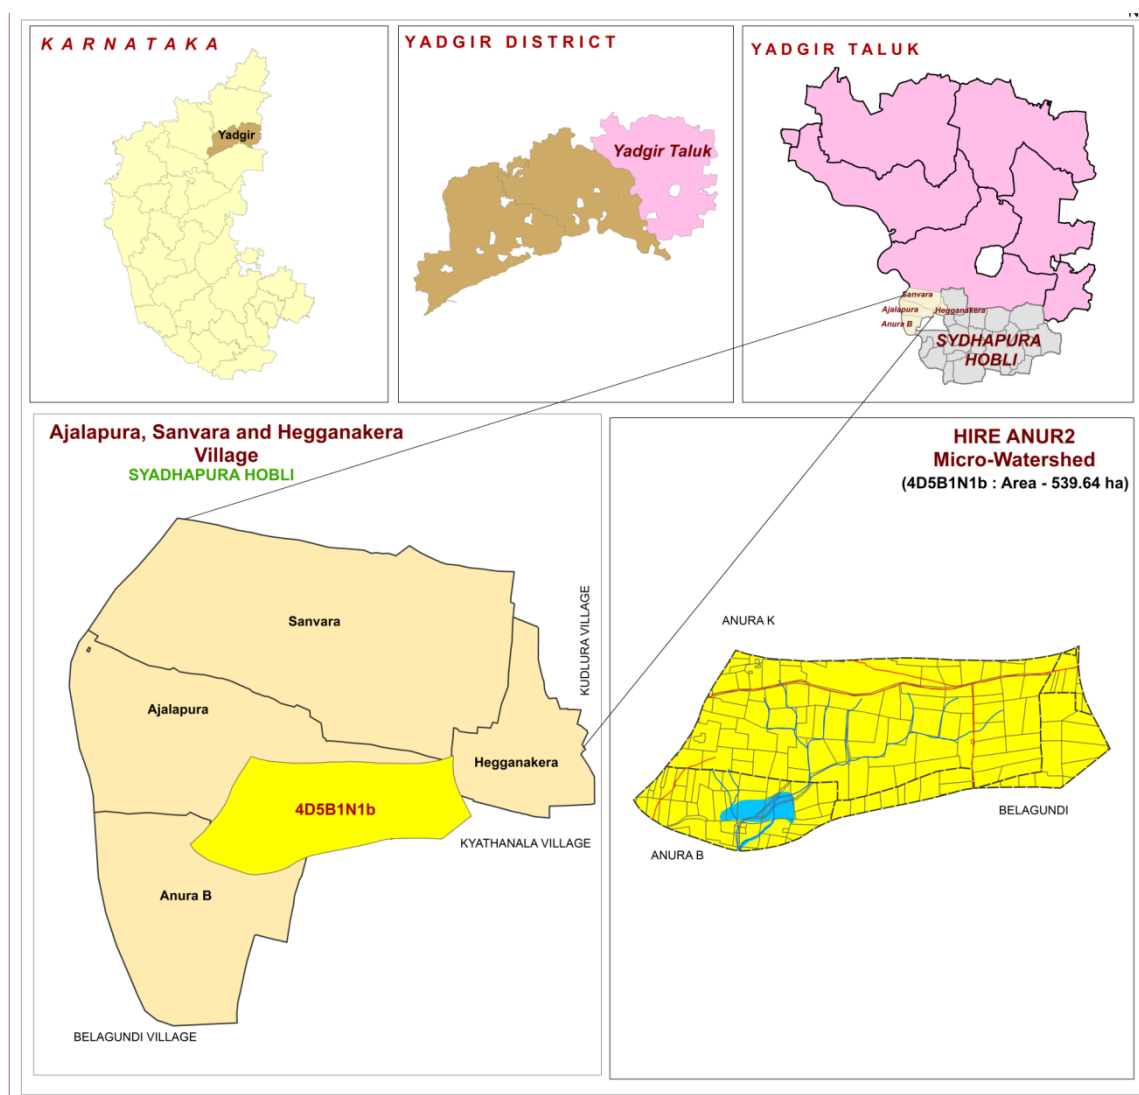 N
KARNATAKA
Yadgir
YADGIR DISTRICT
Yadgir Taluk
YADGIR TALUK
Sanvara
Ajalapura
Hegganakera
Anura B
SYDHAPURA
HOBLI
Ajalapura, Sanvara and Hegganakera
Village
SYADHAPURA HOBLI
Sanvara
KUDLURA VILLAGE
Ajalapura
Hegganakera
4D5B1N1b
KYATHANALA VILLAGE
Anura B
BELAGUNDI VILLAGE
HIRE ANUR2
Micro-Watershed
(4D5B1N1b : Area - 539.64 ha)
ANURA K
BELAGUNDI
ANURA B